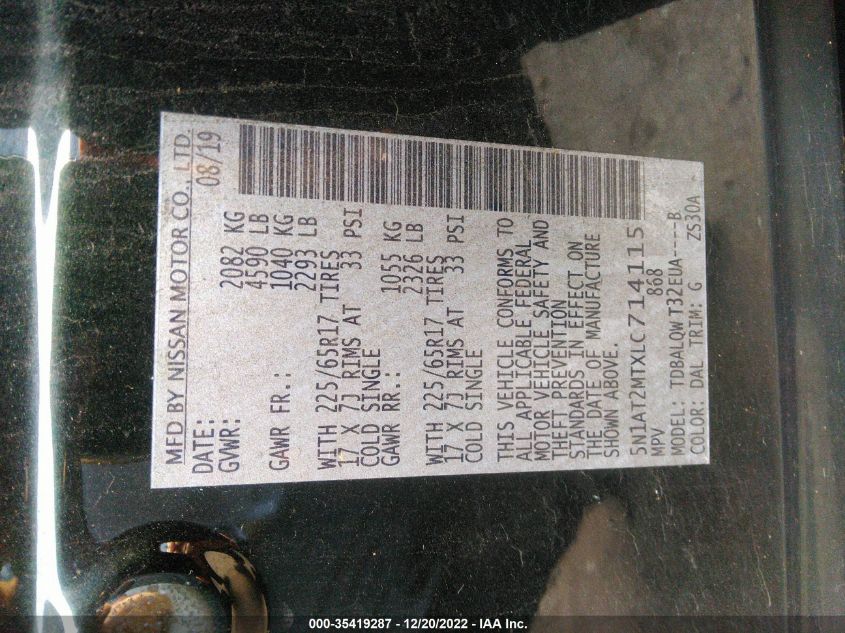 MFD BY NISSAN MOTOR CO., LTD.
DATE: 08/19
GVWR: 2082 KG
4590 LB
GAWR FR.: 1040 KG
2293 LB
WITH 225/65R17 TIRES
17 X 7J RIMS AT 33 PSI
COLD SINGLE
GAWR RR.: 1055 KG
2326 LB
WITH 225/65R17 TIRES
17 X 7J RIMS AT 33 PSI
COLD SINGLE
THIS VEHICLE CONFORMS TO
ALL APPLICABLE FEDERAL
MOTOR VEHICLE SAFETY AND
THEFT PREVENTION
STANDARDS IN EFFECT ON
THE DATE OF MANUFACTURE
SHOWN ABOVE.
5N1AT2MTXLC714115
MPV 868
MODEL: TDBALQW T32EUA----B
COLOR: DAL TRIM: G ZS30A
000-35419287 - 12/20/2022 - IAA Inc.